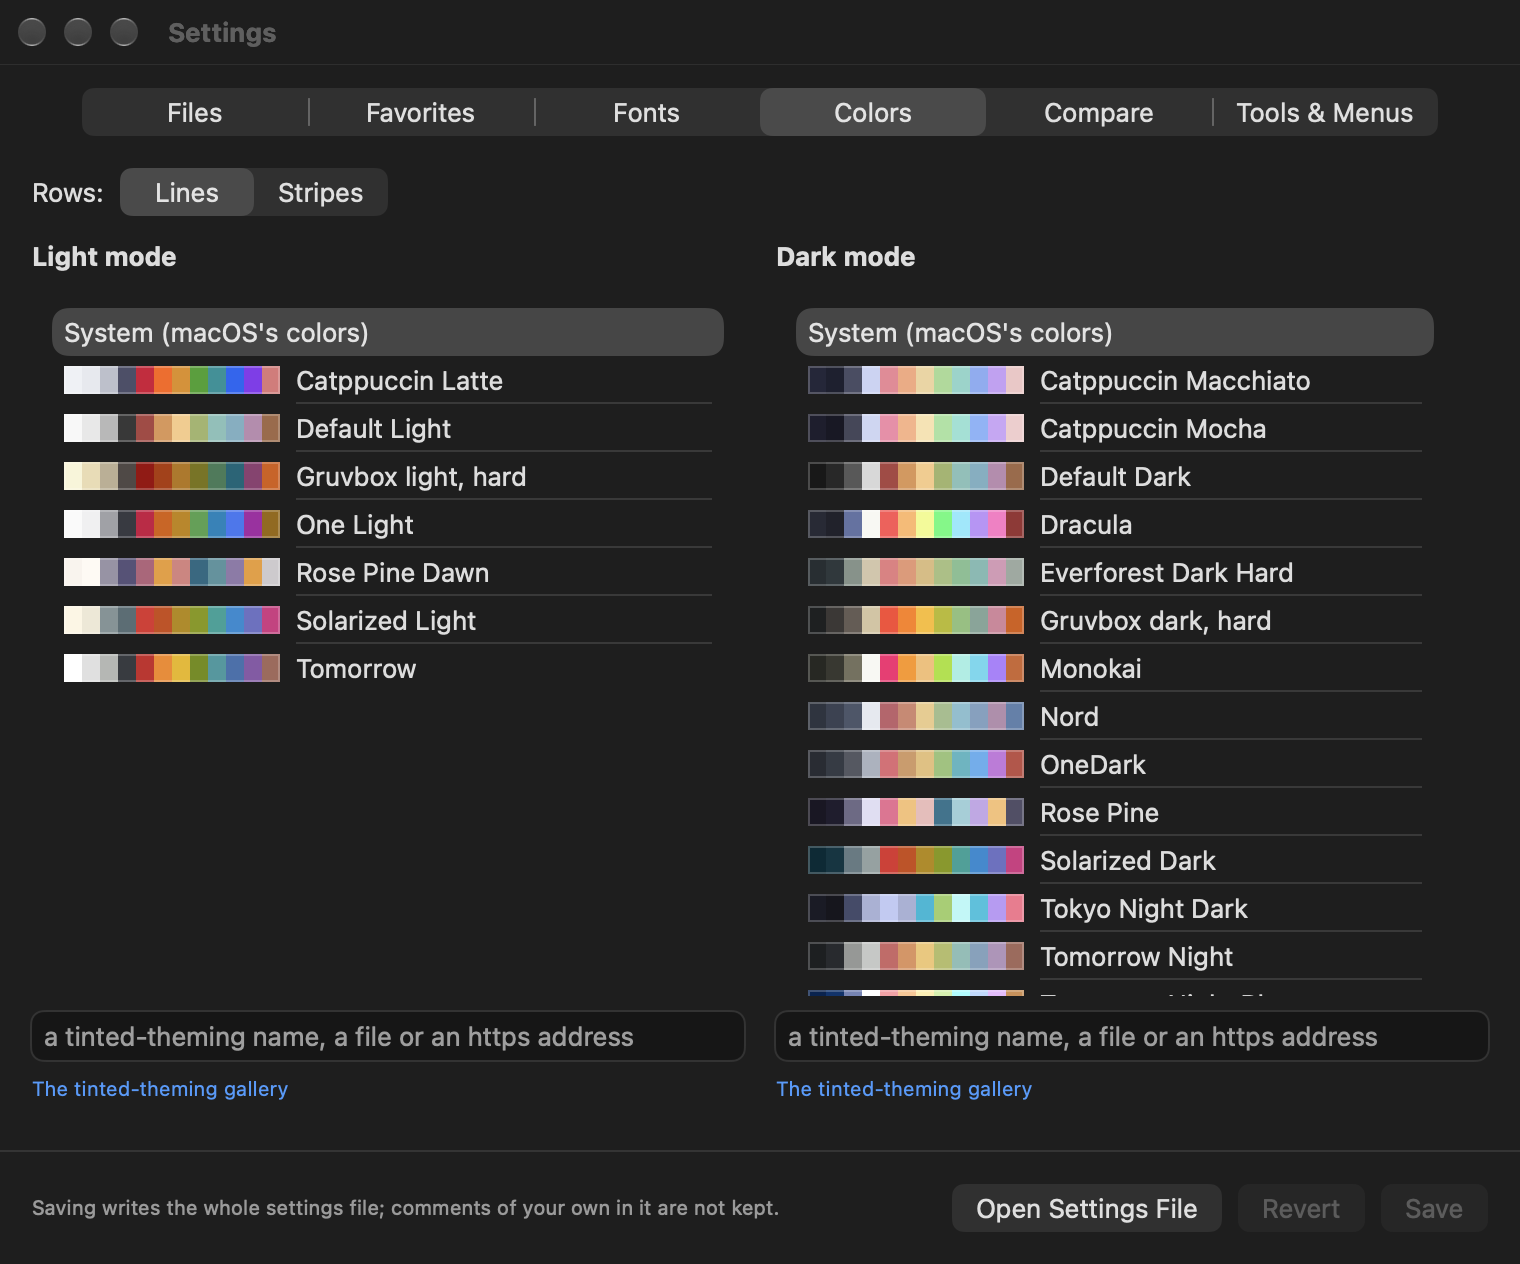 Settings
Files
Favorites
Fonts
Colors
Compare
Tools & Menus
Rows:
Lines
Stripes
Light mode
System (macOS's colors)
Catppuccin Latte
Default Light
Gruvbox light, hard
One Light
Rose Pine Dawn
Solarized Light
Tomorrow
a tinted-theming name, a file or an https address
The tinted-theming gallery
Dark mode
System (macOS's colors)
Catppuccin Macchiato
Catppuccin Mocha
Default Dark
Dracula
Everforest Dark Hard
Gruvbox dark, hard
Monokai
Nord
OneDark
Rose Pine
Solarized Dark
Tokyo Night Dark
Tomorrow Night
a tinted-theming name, a file or an https address
The tinted-theming gallery
Saving writes the whole settings file; comments of your own in it are not kept.
Open Settings File
Revert
Save